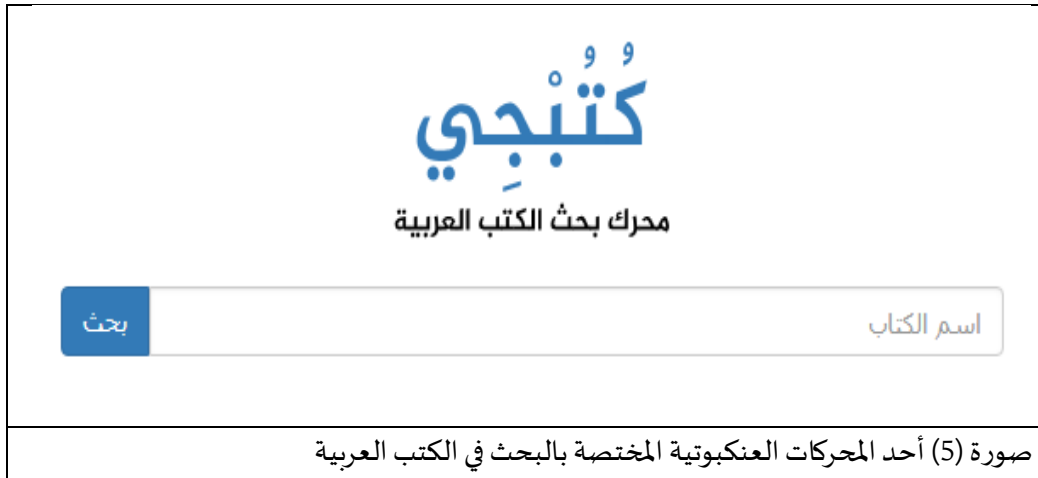 كُتُبْجِي
محرك بحث الكتب العربية
اسم الكتاب
بحث
صورة (5) أحد المحركات العنكبوتية المختصة بالبحث في الكتب العربية